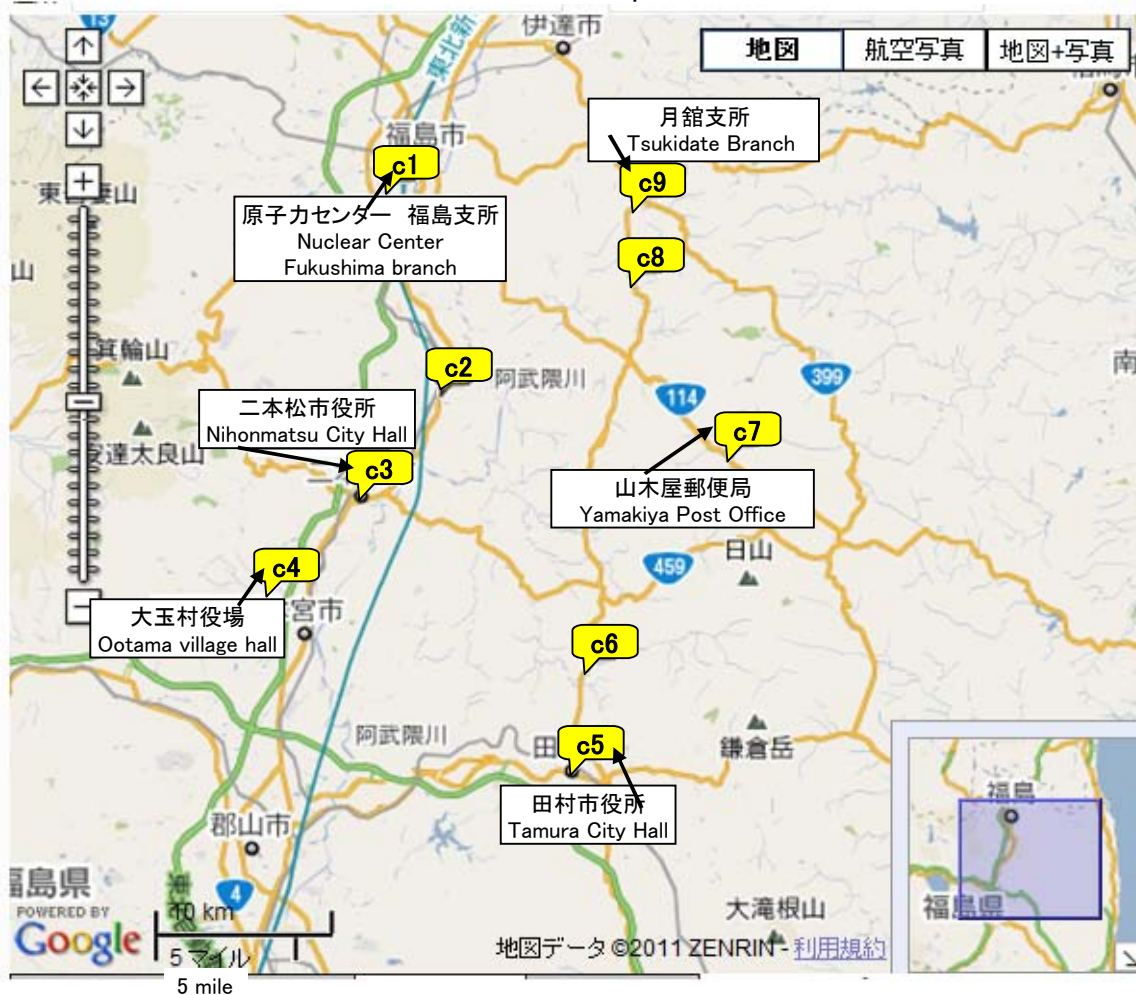 13
伊達市
東北新
地図
航空写真
地図+写真
月舘支所
Tsukidate Branch
福島市
c1
c9
原子力センター 福島支所
Nuclear Center
Fukushima branch
c8
山
箕輪山
c2
阿武隈川
399
南
114
二本松市役所
Nihonmatsu City Hall
c7
安達太良山
c3
山木屋郵便局
Yamakiya Post Office
日山
459
c4
大玉村役場
Ootama village hall
宮市
c6
阿武隈川
田
c5
鎌倉岳
田村市役所
Tamura City Hall
福島
郡山市
4
福島県
大滝根山
福島県
POWERED BY
Google
10 km
5 マイル
5 mile
地図データ ©2011 ZENRIN - 利用規約